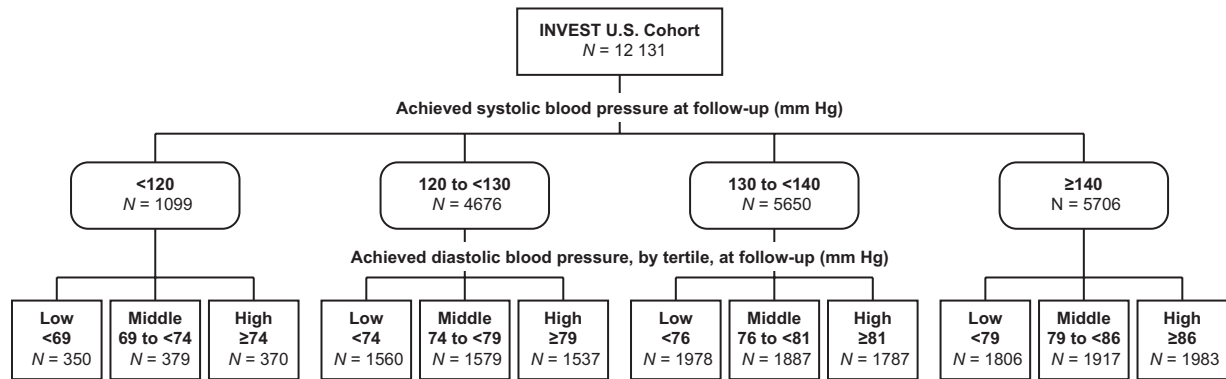 INVEST U.S. Cohort
N = 12 131
Achieved systolic blood pressure at follow-up (mm Hg)
<120
N = 1099
120 to <130
N = 4676
130 to <140
N = 5650
≥140
N = 5706
Achieved diastolic blood pressure, by tertile, at follow-up (mm Hg)
Low
<69
N = 350
Middle
69 to <74
N = 379
High
≥74
N = 370
Low
<74
N = 1560
Middle
74 to <79
N = 1579
High
≥79
N = 1537
Low
<76
N = 1978
Middle
76 to <81
N = 1887
High
≥81
N = 1787
Low
<79
N = 1806
Middle
79 to <86
N = 1917
High
≥86
N = 1983